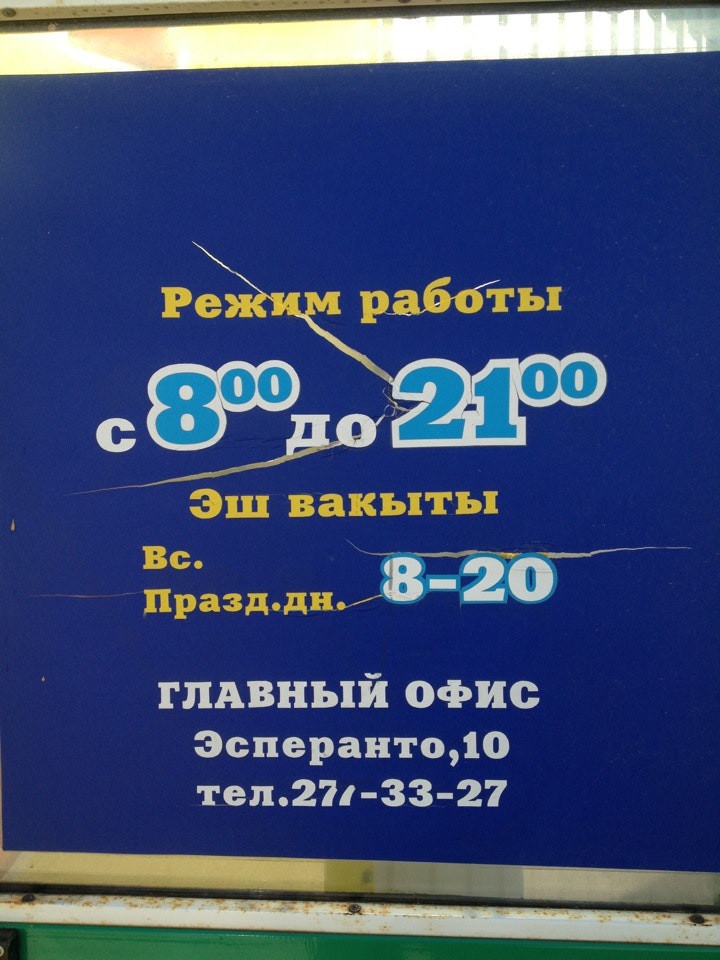 Режим работы
с 8⁰⁰ до 21⁰⁰
Эш вакыты
Вс.
Празд.дн. 8-20
ГЛАВНЫЙ ОФИС
Эсперанто,10
тел.277-33-27